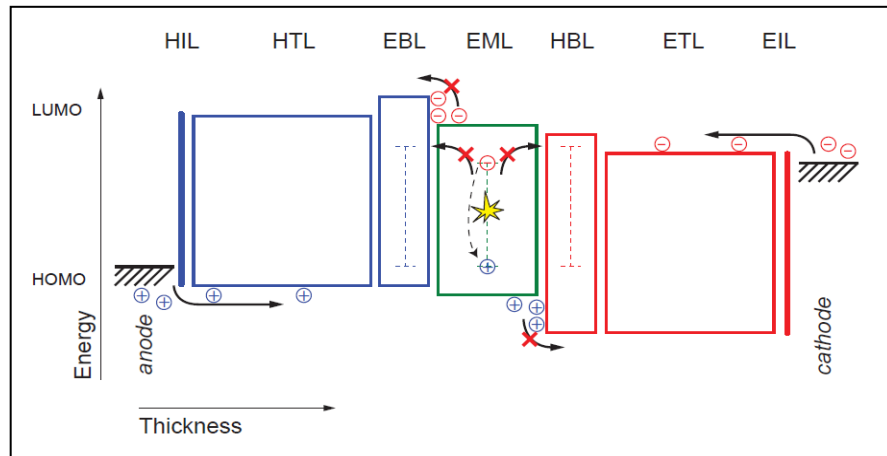 HIL HTL EBL EML HBL ETL EIL
LUMO
HOMO
Energy
anode
cathode
Thickness